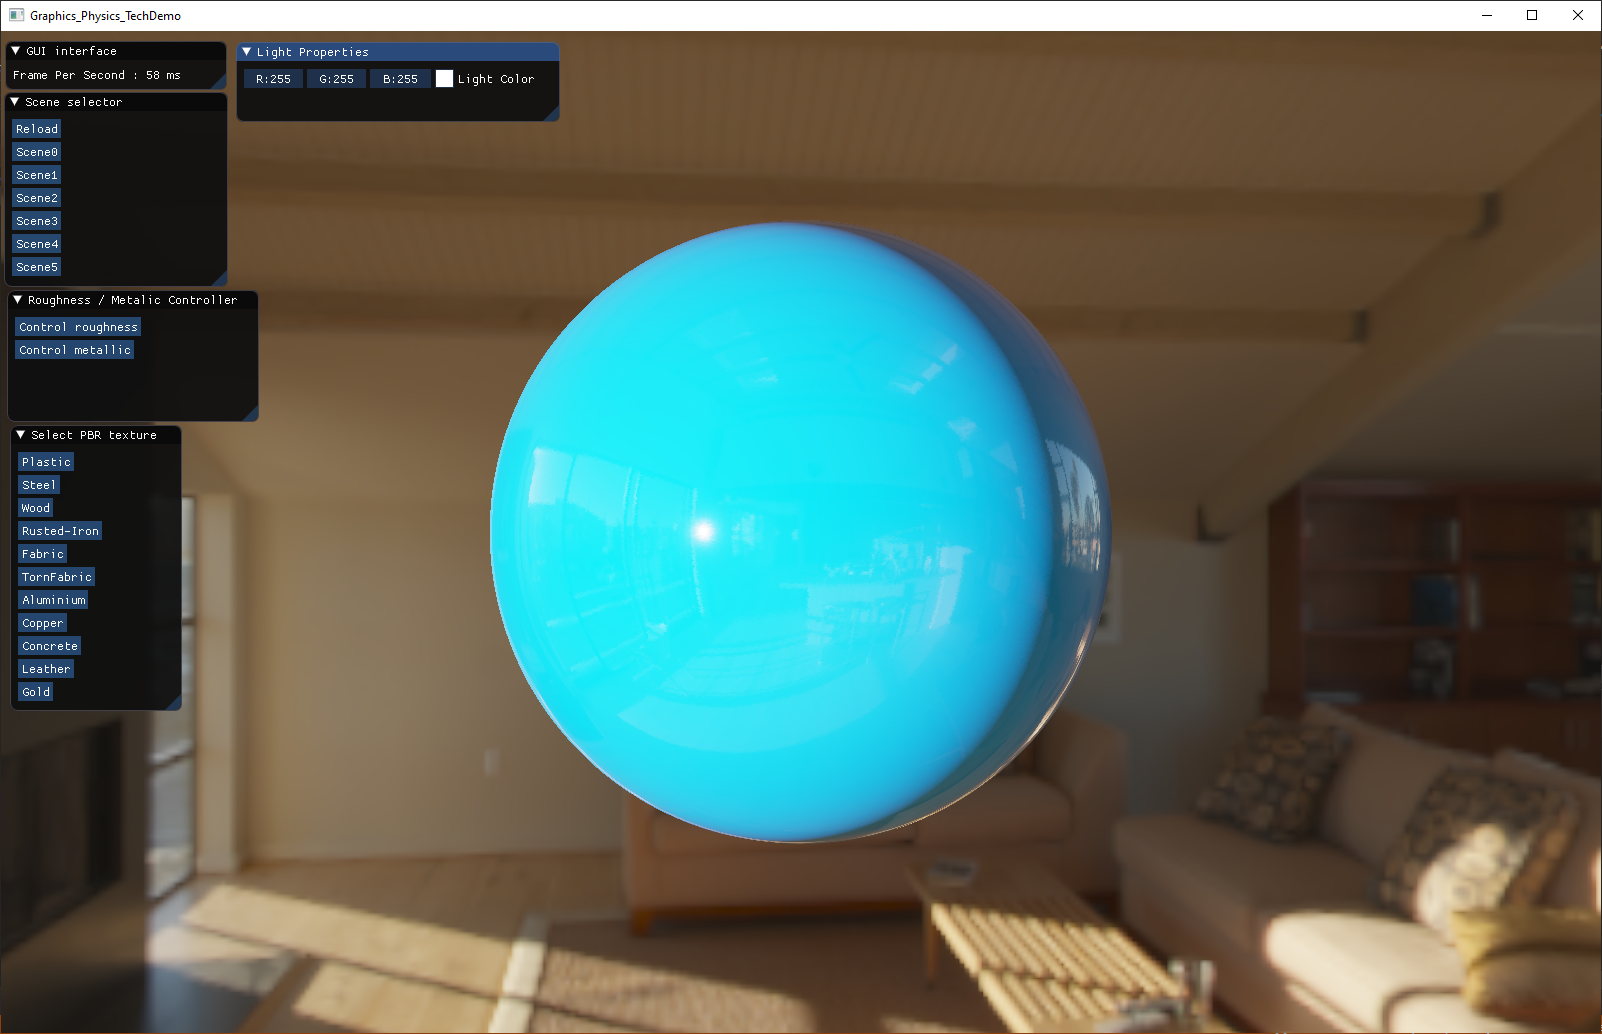 Graphics_Physics_TechDemo
GUI interface
Frame Per Second : 58 ms
Scene selector
Reload
Scene0
Scene1
Scene2
Scene3
Scene4
Scene5
Roughness / Metalic Controller
Control roughness
Control metallic
Select PBR texture
Plastic
Steel
Wood
Rusted-Iron
Fabric
TornFabric
Aluminium
Copper
Concrete
Leather
Gold
Light Properties
R:255 G:255 B:255 Light Color